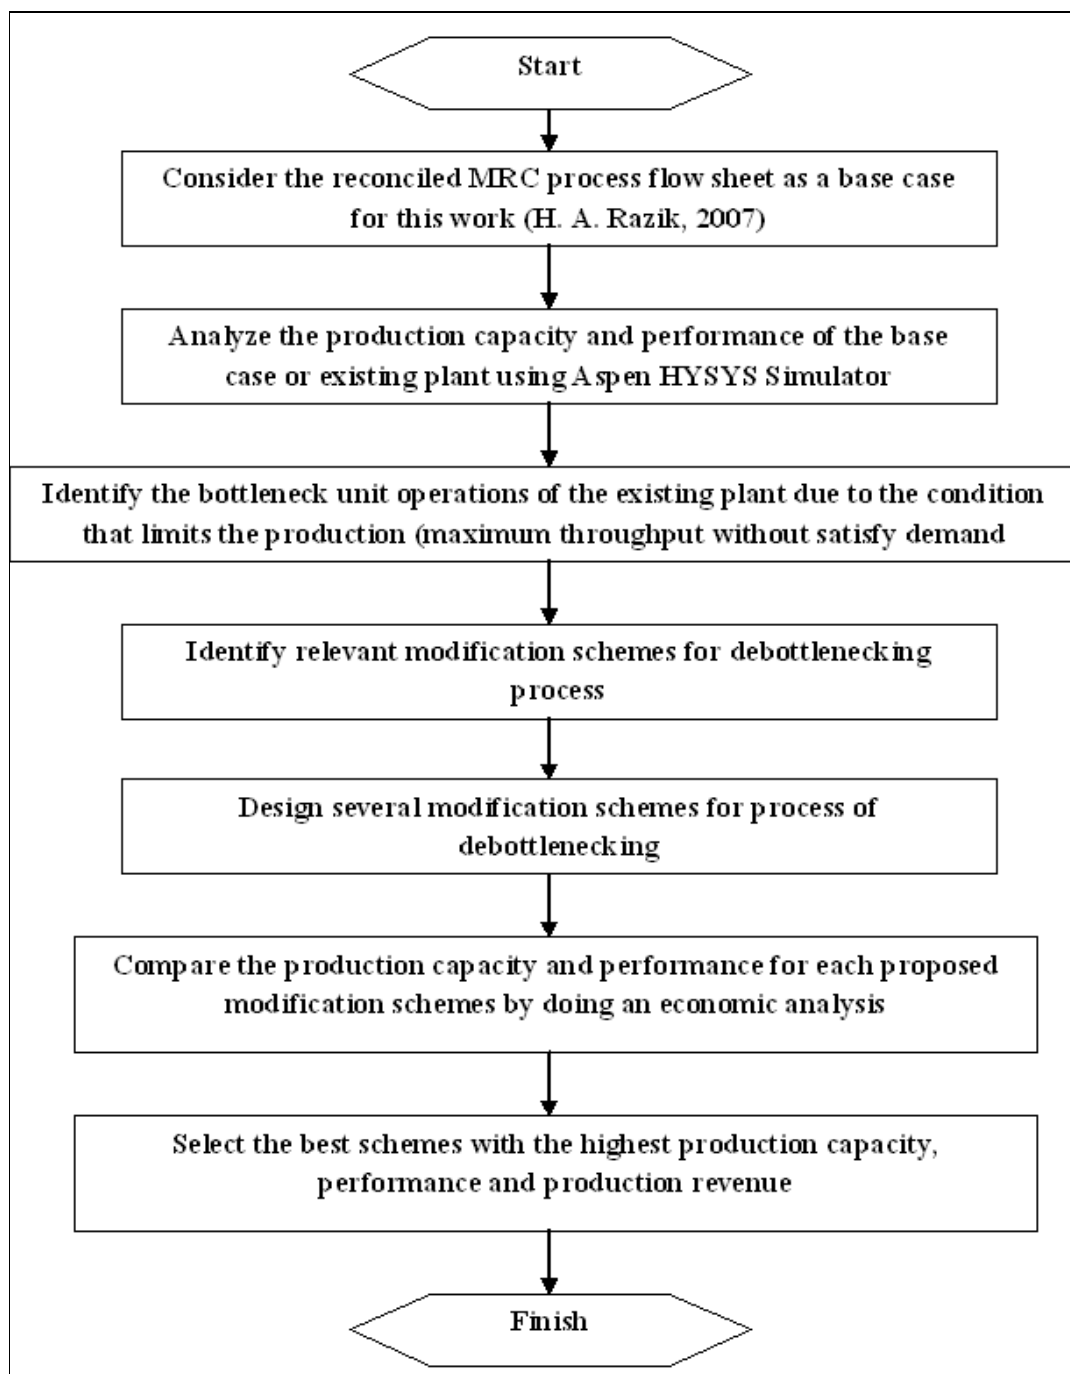 Start
Consider the reconciled MRC process flow sheet as a base case
for this work (H. A. Razik, 2007)
Analyze the production capacity and performance of the base
case or existing plant using Aspen HYSYS Simulator
Identify the bottleneck unit operations of the existing plant due to the condition
that limits the production (maximum throughput without satisfy demand
Identify relevant modification schemes for debottlenecking
process
Design several modification schemes for process of
debottlenecking
Compare the production capacity and performance for each proposed
modification schemes by doing an economic analysis
Select the best schemes with the highest production capacity,
performance and production revenue
Finish